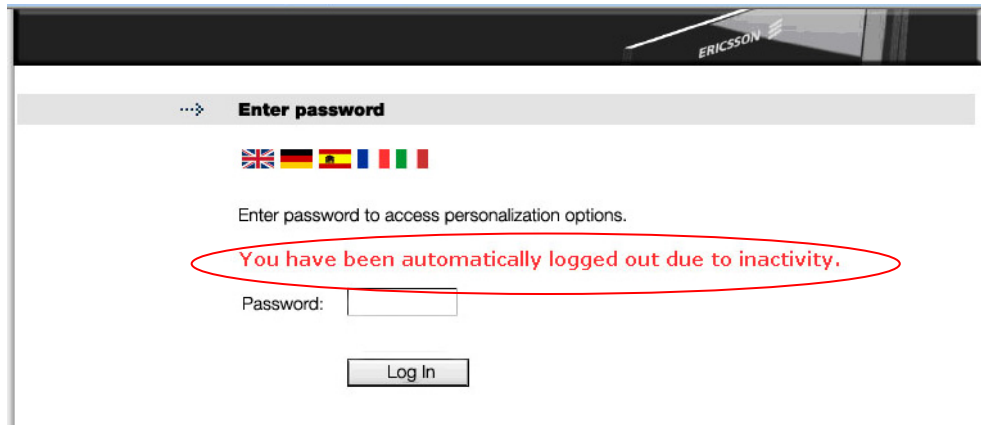 ERICSSON
Enter password
Enter password to access personalization options.
You have been automatically logged out due to inactivity.
Password:
Log In